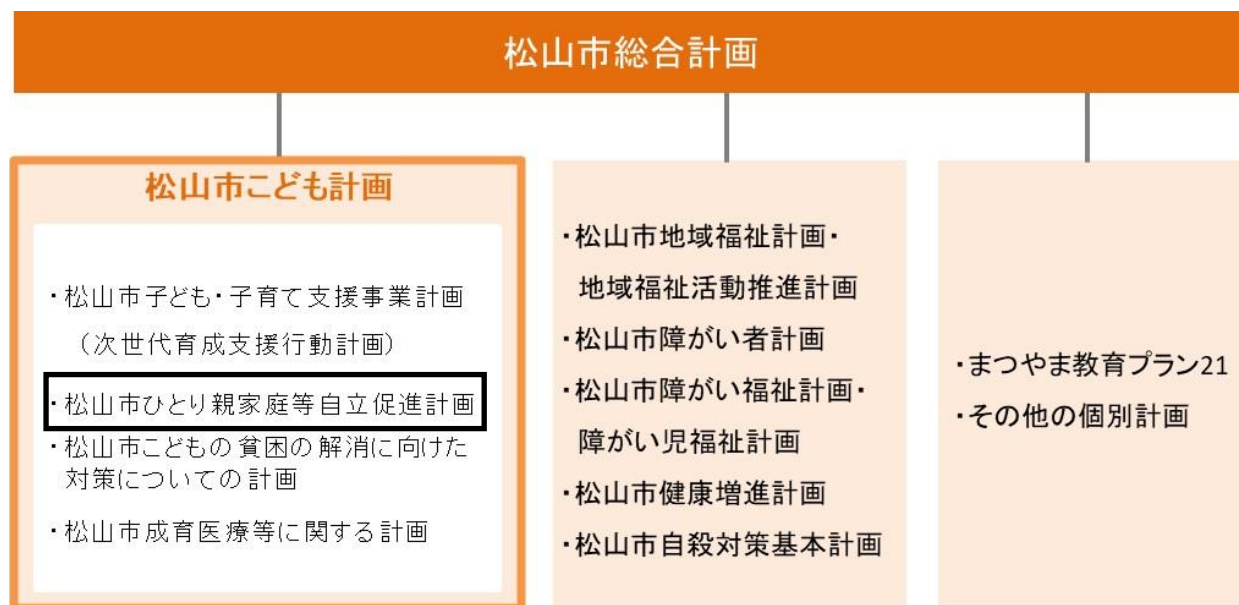 松山市総合計画
松山市こども計画
・松山市子ども・子育て支援事業計画
（次世代育成支援行動計画）
・松山市ひとり親家庭等自立促進計画
・松山市こどもの貧困の解消に向けた
対策についての計画
・松山市成育医療等に関する計画
・松山市地域福祉計画・
地域福祉活動推進計画
・松山市障がい者計画
・松山市障がい福祉計画・
障がい児福祉計画
・松山市健康増進計画
・松山市自殺対策基本計画
・まつやま教育プラン21
・その他の個別計画